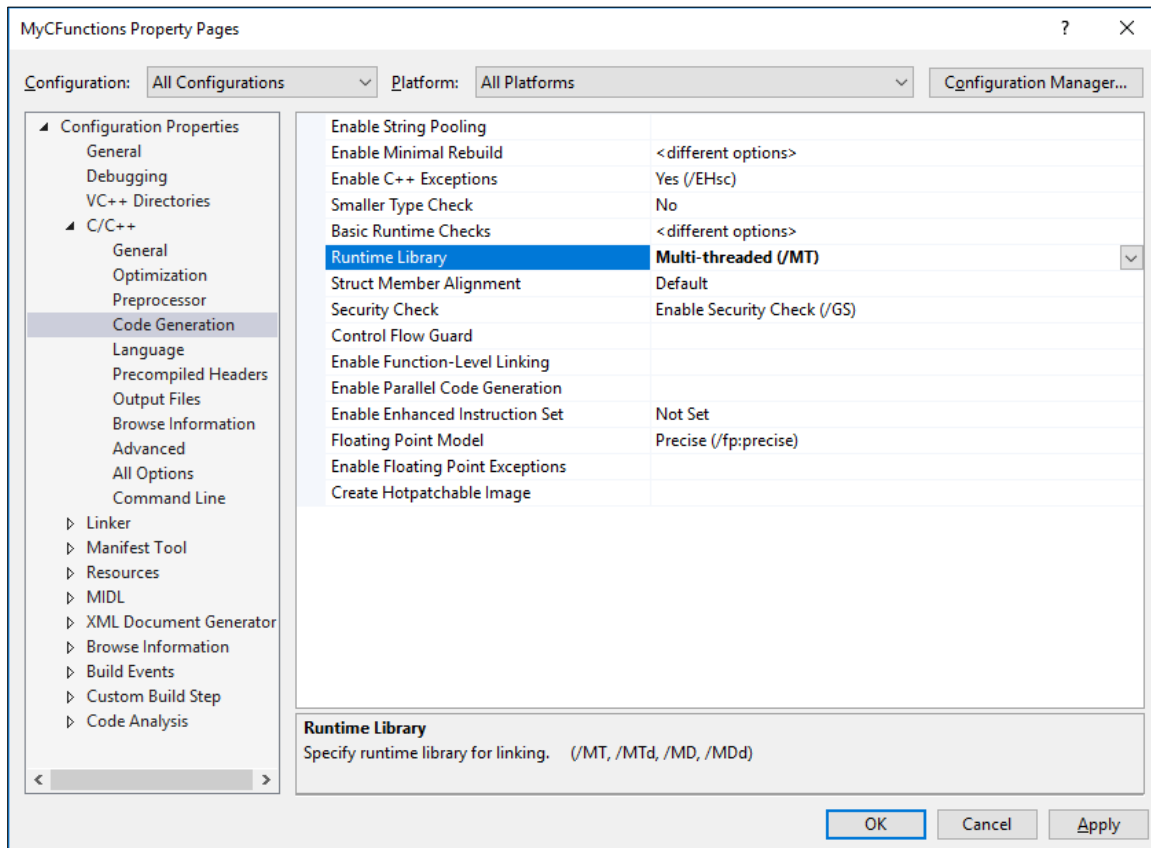 MyCFunctions Property Pages
Configuration: All Configurations Platform: All Platforms Configuration Manager...
Configuration Properties
General
Debugging
VC++ Directories
C/C++
General
Optimization
Preprocessor
Code Generation
Language
Precompiled Headers
Output Files
Browse Information
Advanced
All Options
Command Line
Linker
Manifest Tool
Resources
MIDL
XML Document Generator
Browse Information
Build Events
Custom Build Step
Code Analysis
Enable String Pooling
Enable Minimal Rebuild <different options>
Enable C++ Exceptions Yes (/EHsc)
Smaller Type Check No
Basic Runtime Checks <different options>
Runtime Library Multi-threaded (/MT)
Struct Member Alignment Default
Security Check Enable Security Check (/GS)
Control Flow Guard
Enable Function-Level Linking
Enable Parallel Code Generation
Enable Enhanced Instruction Set Not Set
Floating Point Model Precise (/fp:precise)
Enable Floating Point Exceptions
Create Hotpatchable Image
Runtime Library
Specify runtime library for linking. (/MT, /MTd, /MD, /MDd)
OK Cancel Apply